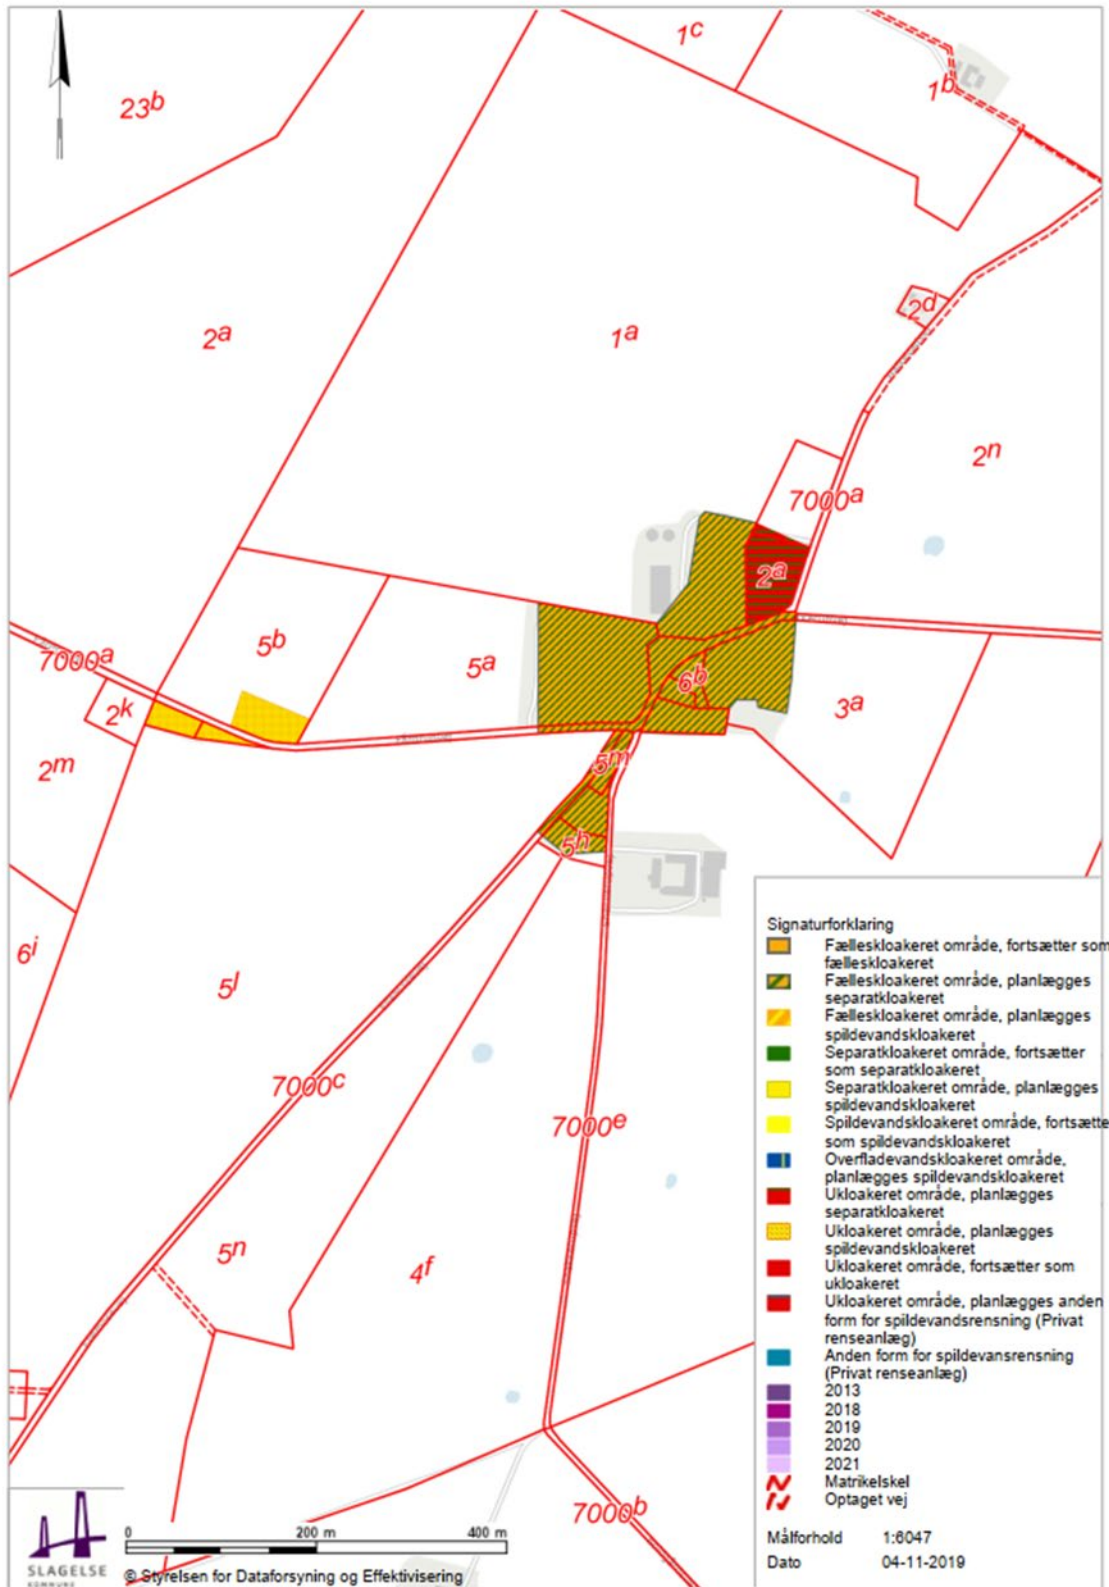 1c
23b
1b
2d
2a
1a
2n
7000a
2a
5b
7000a
5a
6b
2k
3a
2m
5m
5h
6i
5l
7000c
7000e
5n
4f
7000b
Signaturforklaring
Fælleskloakeret område, fortsætter som
fælleskloakeret
Fælleskloakeret område, planlægges
separatkloakeret
Fælleskloakeret område, planlægges
spildevandskloakeret
Separatkloakeret område, fortsætter
som separatkloakeret
Separatkloakeret område, planlægges
spildevandskloakeret
Spildevandskloakeret område, fortsætte
som spildevandskloakeret
Overfladevandskloakeret område,
planlægges spildevandskloakeret
Ukloakeret område, planlægges
separatkloakeret
Ukloakeret område, planlægges
spildevandskloakeret
Ukloakeret område, fortsætter som
ukloakeret
Ukloakeret område, planlægges anden
form for spildevandsrensning (Privat
renseanlæg)
Anden form for spildevansrensning
(Privat renseanlæg)
2013
2018
2019
2020
2021
Matrikelskel
Optaget vej
Målforhold 1:6047
Dato 04-11-2019
0 200 m 400 m
SLAGELSE
KOMMUNE
© Styrelsen for Dataforsyning og Effektivisering